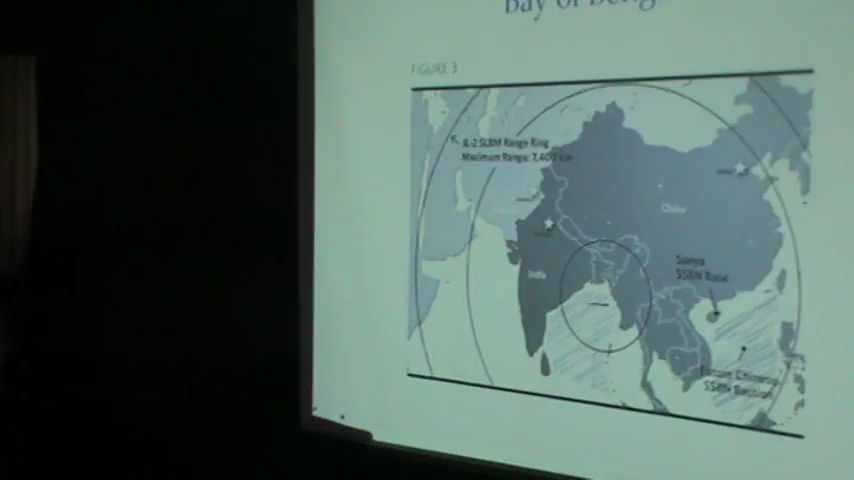 Bay of Beng
FIGURE 3
JL-2 SLBM Range Ring
Maximum Range: 7,400 km
China
India
Sanya
SSBN Base
Future Chinese
SSBN Bastion